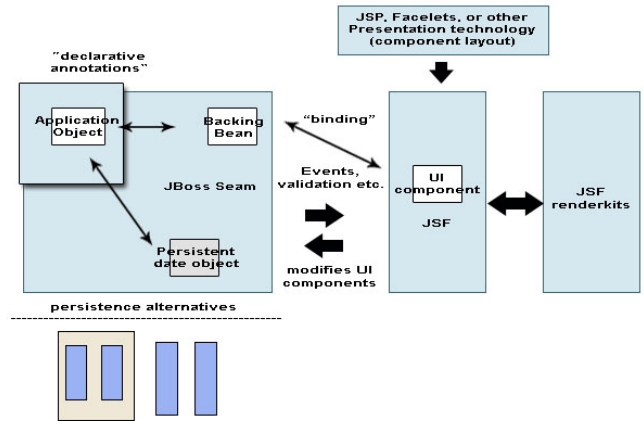 JSP, Facelets, or other
Presentation technology
(component layout)
"declarative
annotations"
Application
Object
Backing
Bean
"binding"
JBoss Seam
Events,
validation etc.
UI
component
JSF
JSF
renderkits
Persistent
date object
modifies UI
components
persistence alternatives